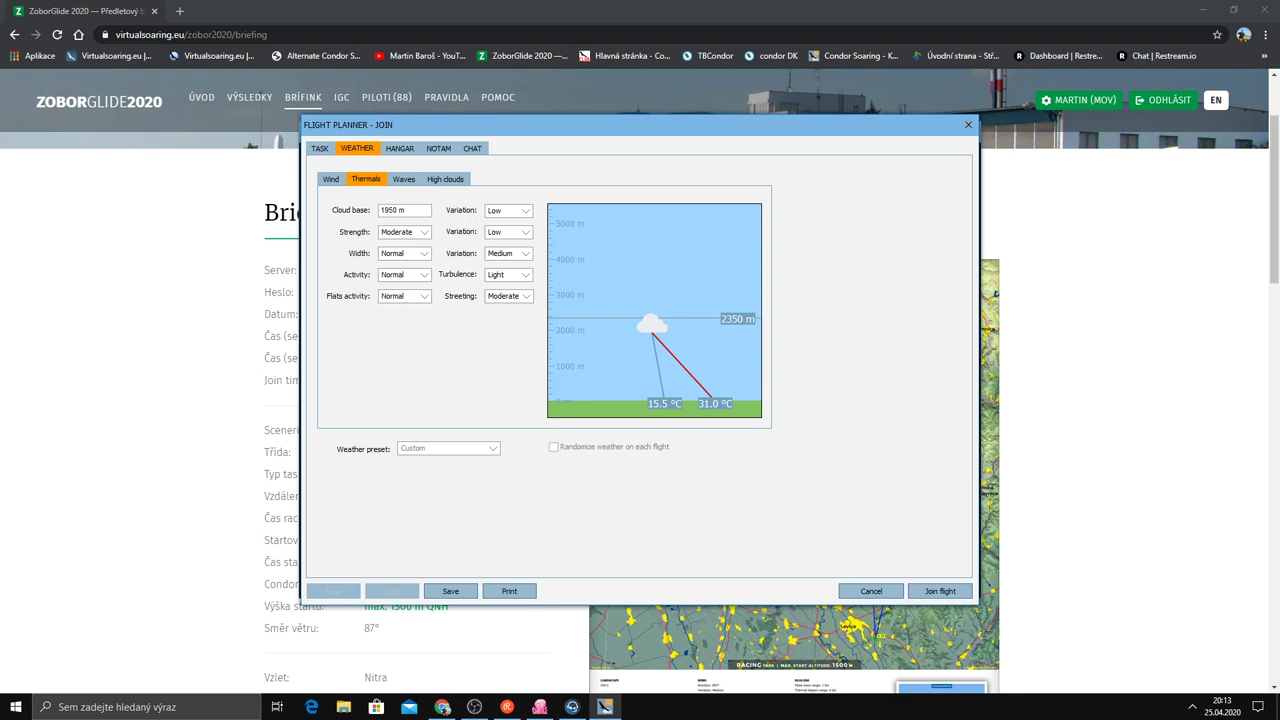 ZoborGlide 2020 — Předletový b
virtualsoaring.eu/zobor2020/briefing
Aplikace
Virtualsoaring.eu |...
Virtualsoaring.eu |...
Alternate Condor S...
Martin Baroš - YouT...
ZoborGlide 2020 —...
Hlavná stránka - Co...
TBCondor
condor DK
Condor Soaring - K...
Úvodní strana - Stř...
Dashboard | Restre...
Chat | Restream.io
ZOBORGLIDE2020
ÚVOD
VÝSLEDKY
BRÍFINK
IGC
PILOTI (88)
PRAVIDLA
POMOC
MARTIN (MOV)
ODHLÁSIT
EN
FLIGHT PLANNER - JOIN
TASK
WEATHER
HANGAR
NOTAM
CHAT
Wind
Thermals
Waves
High clouds
Cloud base: 1950 m Variation: Low
Strength: Moderate Variation: Low
Width: Normal Variation: Medium
Activity: Normal Turbulence: Light
Flats activity: Normal Streeting: Moderate
5000 m
4000 m
3000 m
2350 m
2000 m
1000 m
0 m
15.5 °C
31.0 °C
Weather preset: Custom
Randomize weather on each flight
Save
Print
Cancel
Join flight
Bri
Server:
Heslo:
Datum:
Čas (se
Čas (se
Join tim
Sceneri
Třída:
Typ tas
Vzdálen
Čas rac
Startov
Čas sta
Condor
Výška startu: max. 1500 m QNH
Směr větru: 87°
Vzlet: Nitra
Levice
RACING TASK | MAX. START ALTITUDE: 1500 M
Sem zadejte hledaný výraz
20:13
25.04.2020